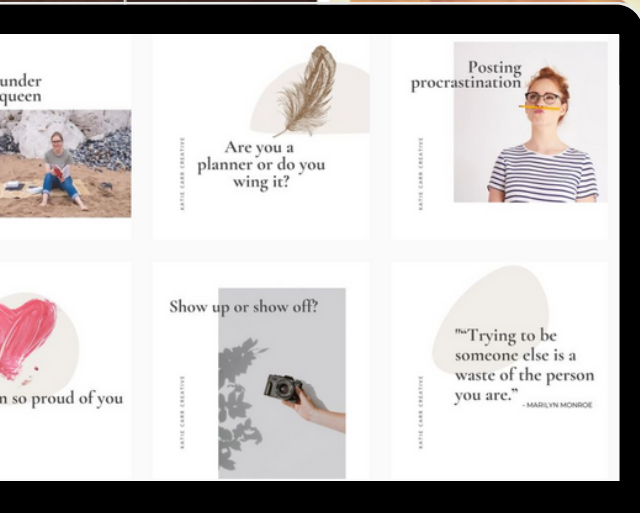 under
queen
KATIE CARR CREATIVE
Are you a
planner or do you
wing it?
KATIE CARR CREATIVE
Posting
procrastination
n so proud of you
KATIE CARR CREATIVE
Show up or show off?
KATIE CARR CREATIVE
"“Trying to be
someone else is a
waste of the person
you are.”
- MARILYN MONROE